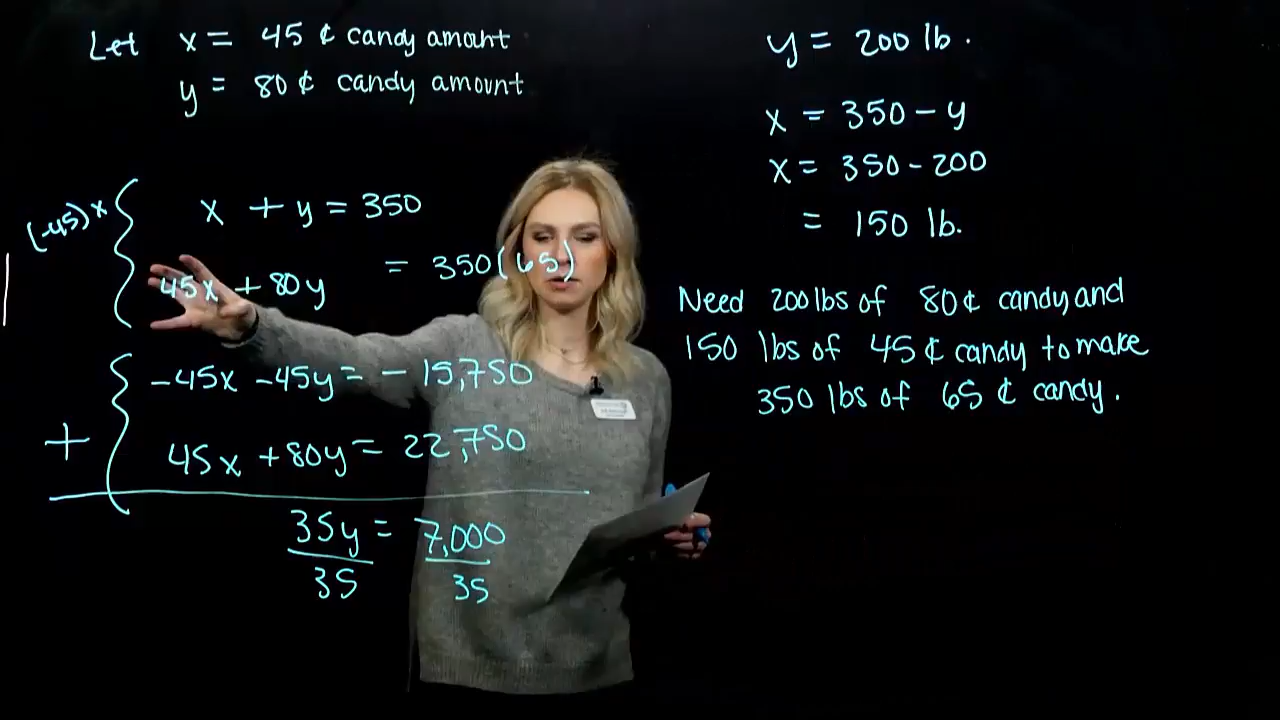 Let x = 45 ¢ candy amount
y = 80 ¢ candy amount
(-45) x
x + y = 350
45x + 80y = 350(65)
-45x -45y = - 15,750
+
45x + 80y = 22,750
35y = 7,000
35 35
y = 200 lb.
x = 350 - y
x = 350 - 200
= 150 lb.
Need 200 lbs of 80¢ candy and
150 lbs of 45 ¢ candy to make
350 lbs of 65 ¢ candy.